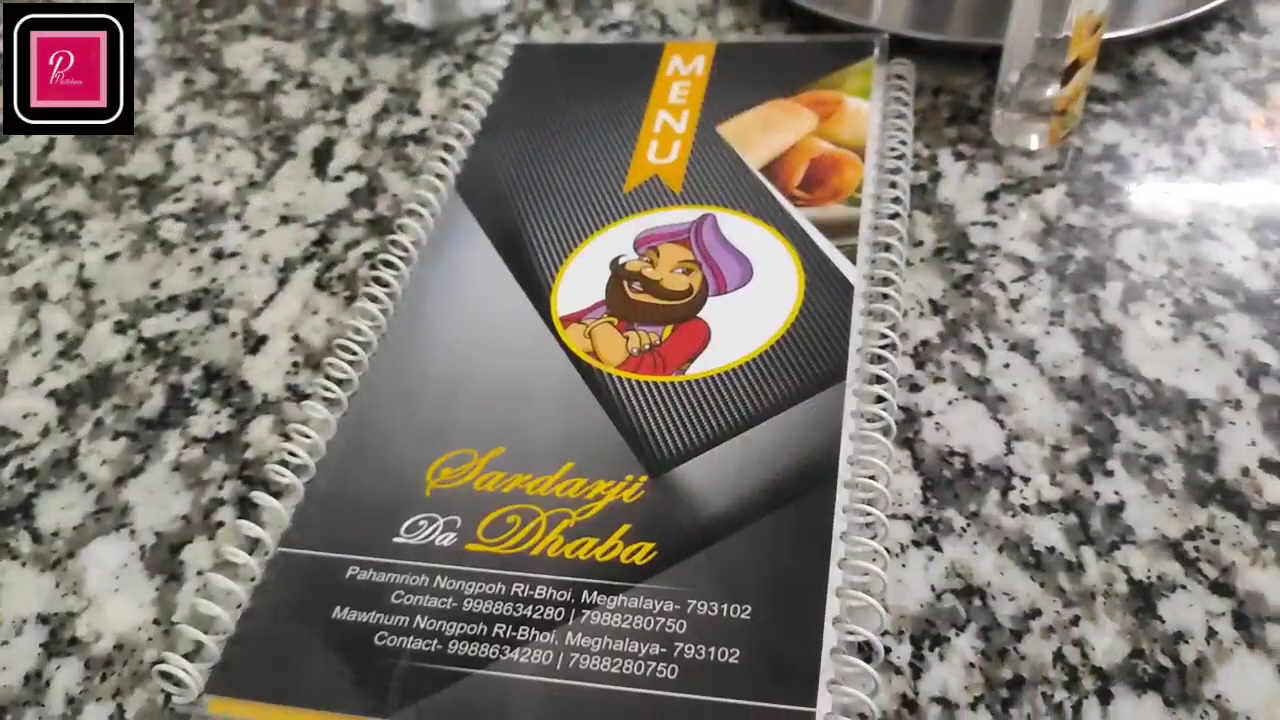 MENU
Sardarji
Da Dhaba
Pahamrioh Nongpoh RI-Bhoi, Meghalaya- 793102
Contact- 9988634280 | 7988280750
Mawtnum Nongpoh RI-Bhoi, Meghalaya- 793102
Contact- 9988634280 | 7988280750